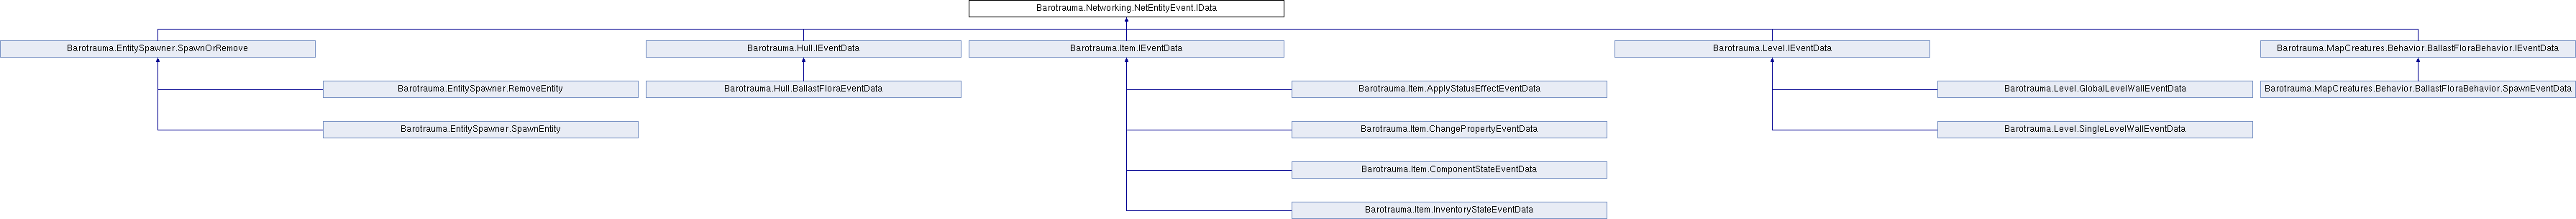 Barotrauma.Networking.NetEntityEvent.IData
Barotrauma.EntitySpawner.SpawnOrRemove
Barotrauma.Hull.IEventData
Barotrauma.Item.IEventData
Barotrauma.Level.IEventData
Barotrauma.MapCreatures.Behavior.BallastFloraBehavior.IEventData
Barotrauma.EntitySpawner.RemoveEntity
Barotrauma.Hull.BallastFloraEventData
Barotrauma.Item.ApplyStatusEffectEventData
Barotrauma.Level.GlobalLevelWallEventData
Barotrauma.MapCreatures.Behavior.BallastFloraBehavior.SpawnEventData
Barotrauma.EntitySpawner.SpawnEntity
Barotrauma.Item.ChangePropertyEventData
Barotrauma.Level.SingleLevelWallEventData
Barotrauma.Item.ComponentStateEventData
Barotrauma.Item.InventoryStateEventData